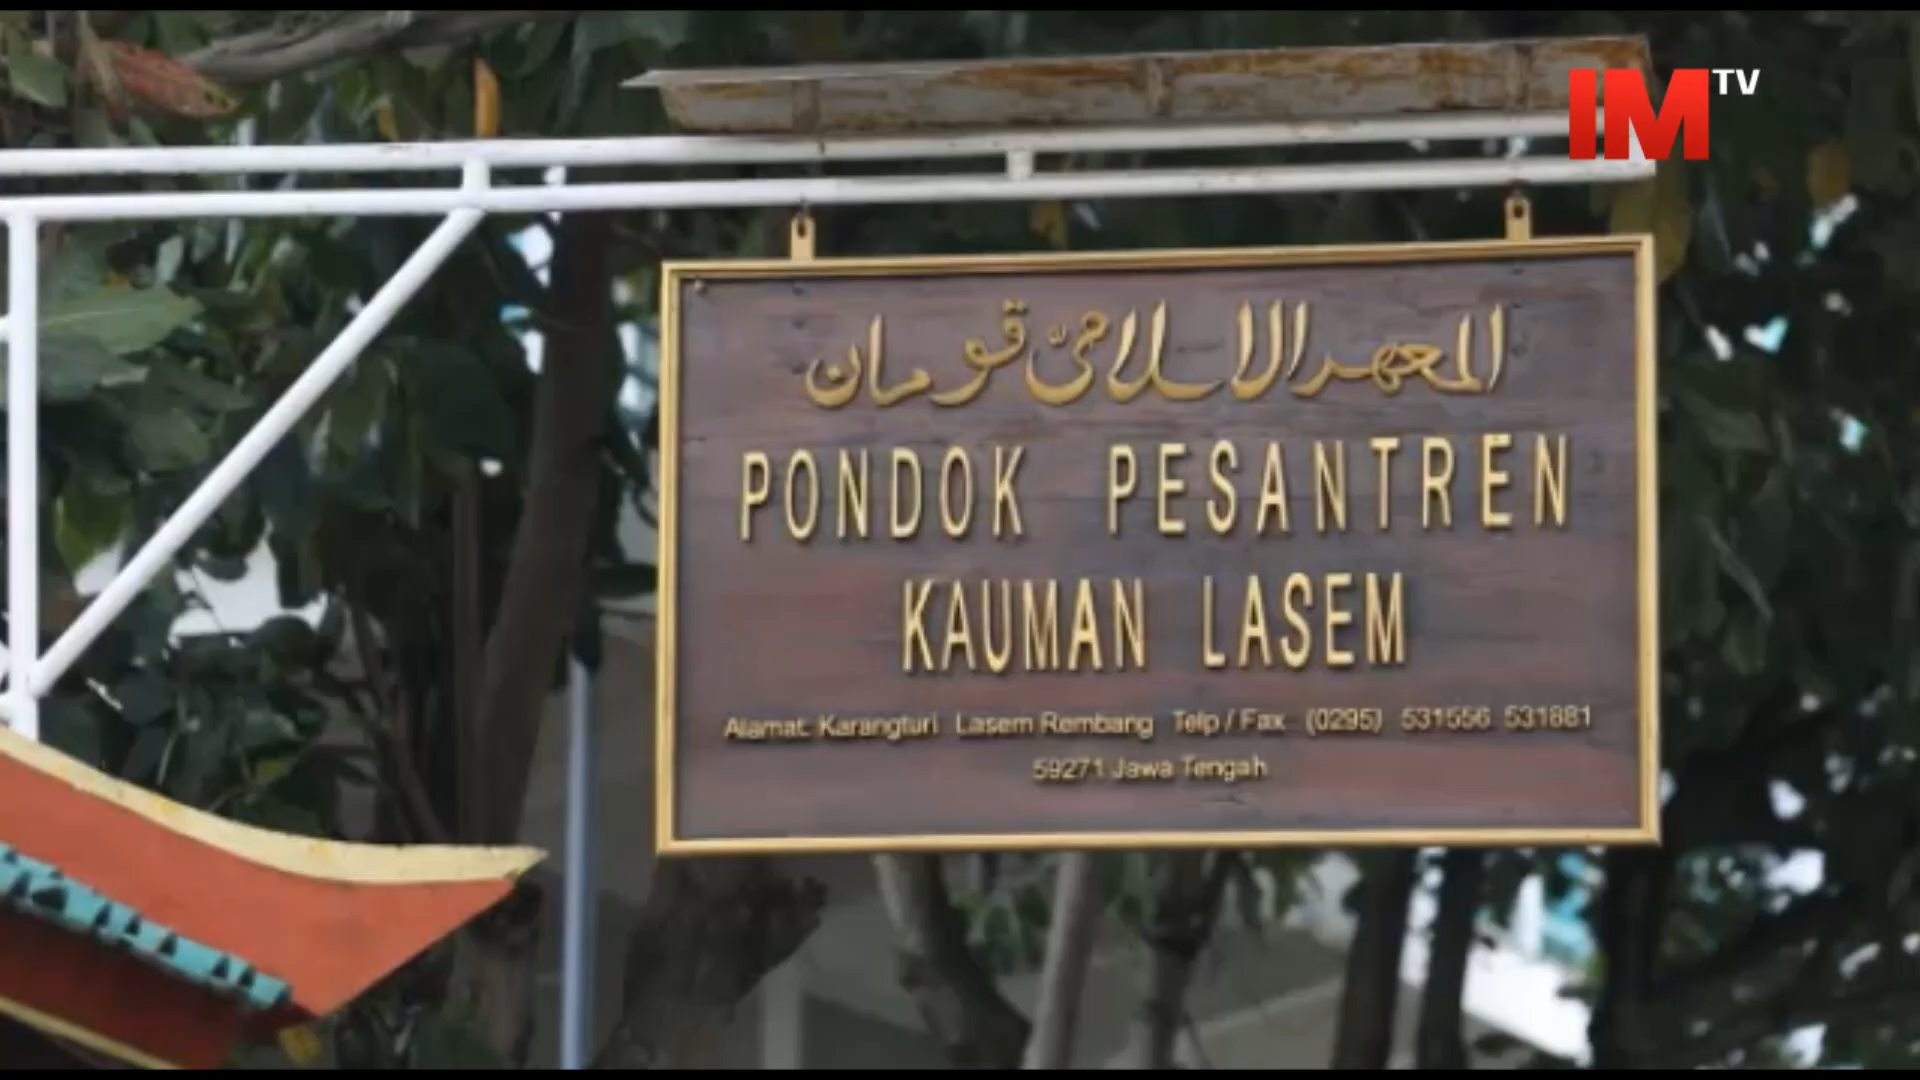 IM TV
المعهد الاسلامي قومان
PONDOK PESANTREN
KAUMAN LASEM
Alamat. Karangturi Lasem Rembang Telp / Fax (0295) 531556 531881
59271 Jawa Tengah